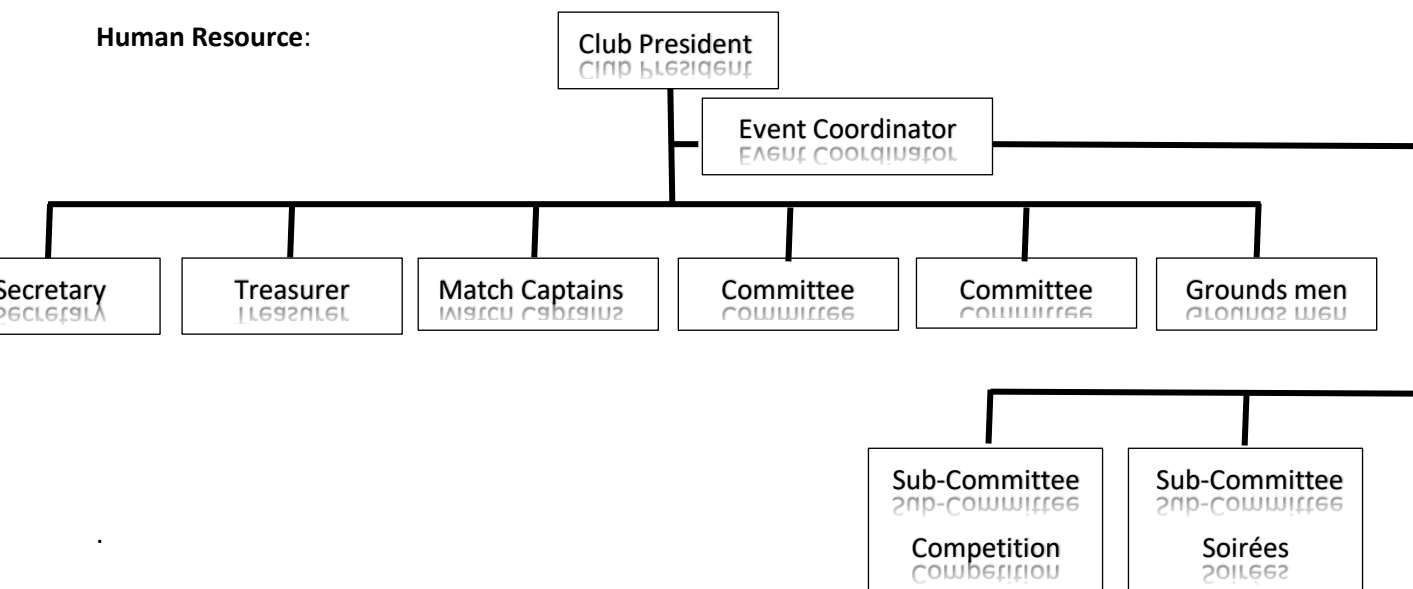 Human Resource:
Club President
Event Coordinator
Secretary
Treasurer
Match Captains
Committee
Committee
Grounds men
Sub-Committee
Competition
Sub-Committee
Soirées
.